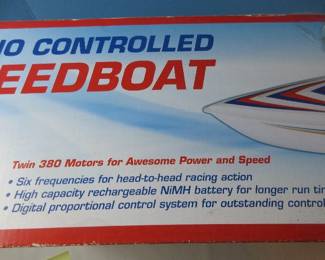 IO CONTROLLED
EEDBOAT
Twin 380 Motors for Awesome Power and Speed
• Six frequencies for head-to-head racing action
• High capacity rechargeable NiMH battery for longer run tim
• Digital proportional control system for outstanding control